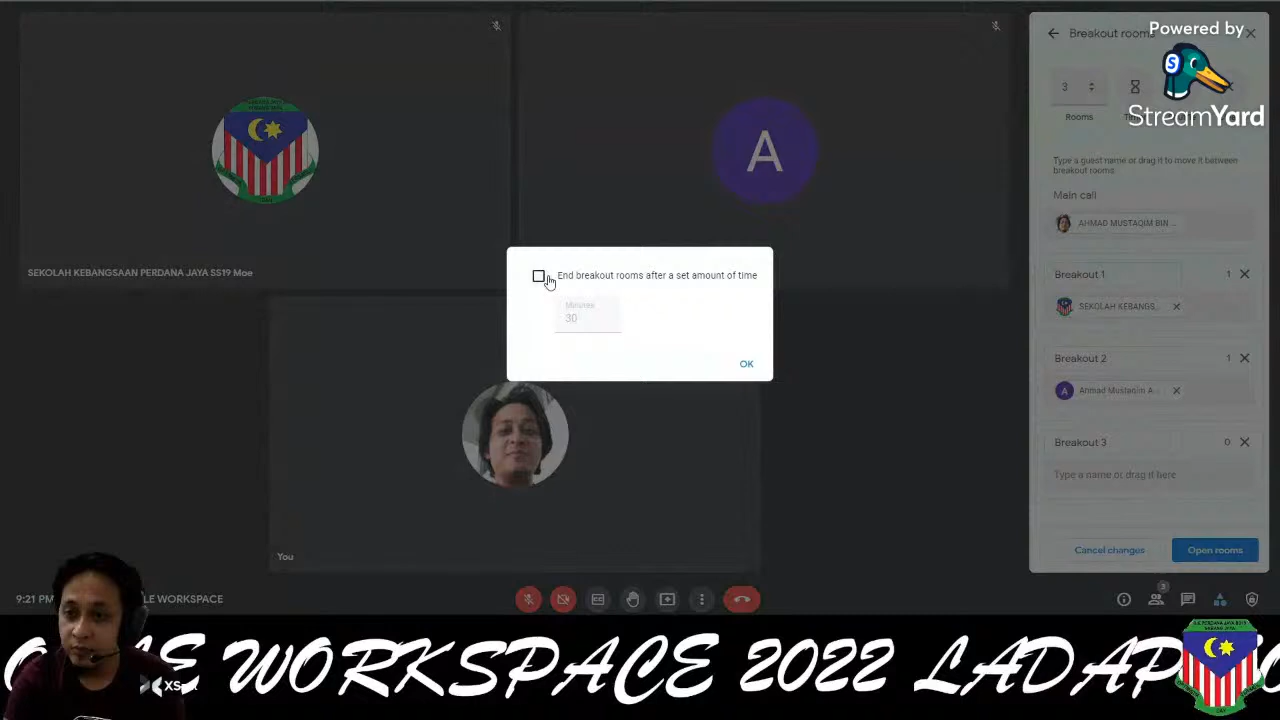 Breakout rooms
Powered by
StreamYard
3
Rooms
Type a guest name or drag it to move it between
breakout rooms
Main call
AHMAD MUSTAQIM BIN ...
Breakout 1
1
SEKOLAH KEBANGS...
Breakout 2
1
Ahmad Mustaqim A...
Breakout 3
0
Type a name or drag it here
Cancel changes
Open rooms
A
SEKOLAH KEBANGSAAN PERDANA JAYA SS19 Moe
End breakout rooms after a set amount of time
Minutes
30
OK
You
9:21 PM
LE WORKSPACE
3
WORKSPACE 2022 LADAP